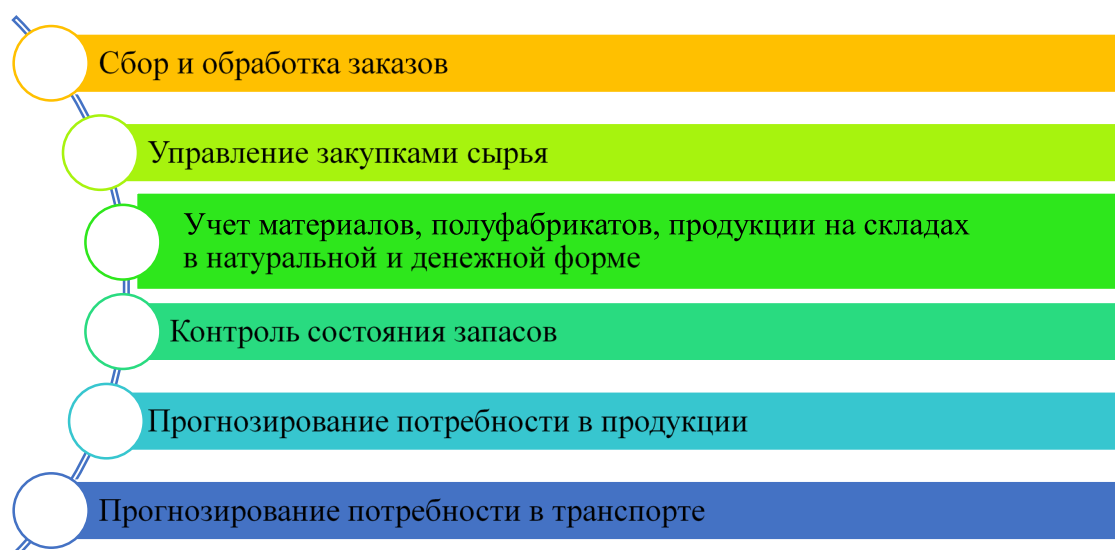 Сбор и обработка заказов
Управление закупками сырья
Учет материалов, полуфабрикатов, продукции на складах
в натуральной и денежной форме
Контроль состояния запасов
Прогнозирование потребности в продукции
Прогнозирование потребности в транспорте